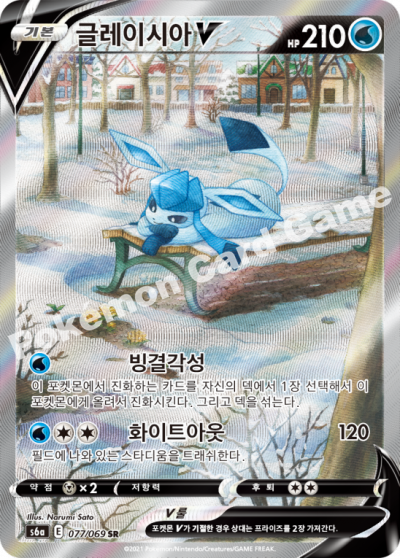 기본 글레이시아 V HP 210
Pokémon Card Game
빙결각성
이 포켓몬에서 진화하는 카드를 자신의 덱에서 1장 선택해서 이
포켓몬에게 올려서 진화시킨다. 그리고 덱을 섞는다.
화이트아웃 120
필드에 나와 있는 스타디움을 트래쉬한다.
약점 ×2 저항력 후퇴
Illus. Narumi Sato
s6a E 077/069 SR
V 룰
포켓몬 V가 기절한 경우 상대는 프라이즈를 2장 가져간다.
©2021 Pokémon/Nintendo/Creatures/GAME FREAK.